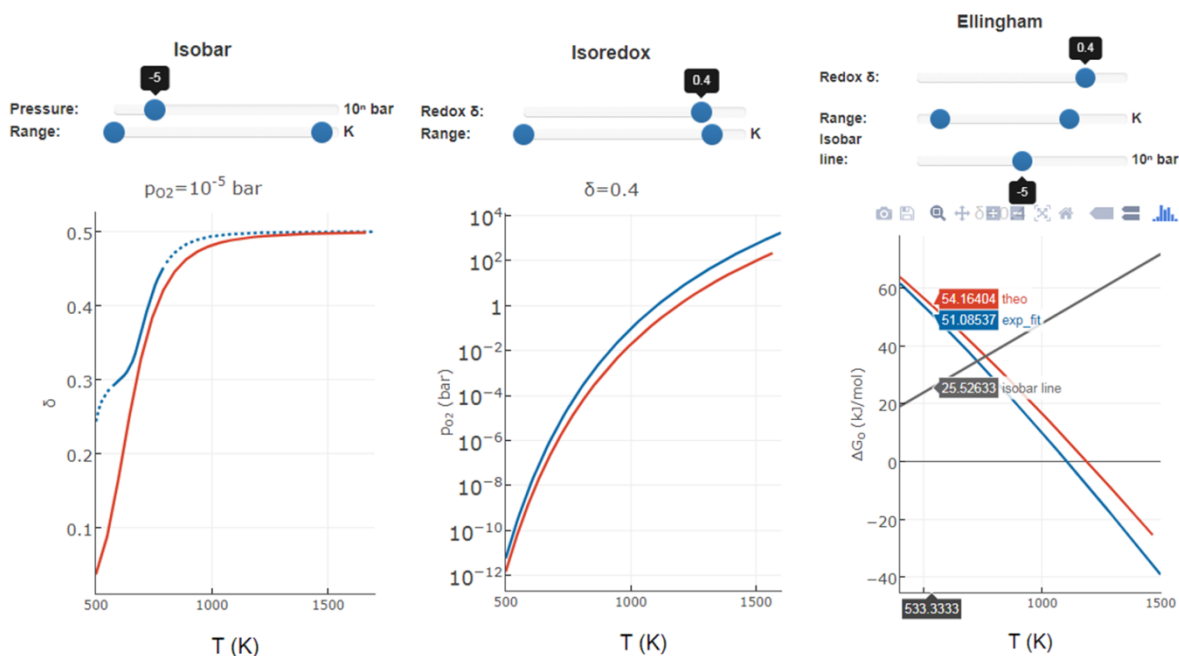 Isobar
-5
Pressure:
10ⁿ bar
Range:
K
pO2=10⁻⁵ bar
0.5
0.4
0.3
0.2
0.1
δ
500
1000
1500
T (K)
Isoredox
0.4
Redox δ:
Range:
K
δ=0.4
10⁴
10²
1
10⁻²
10⁻⁴
10⁻⁶
10⁻⁸
10⁻¹⁰
10⁻¹²
pO2 (bar)
500
1000
1500
T (K)
Ellingham
0.4
Redox δ:
Range:
K
Isobar
line:
10ⁿ bar
-5
60
40
20
0
−20
−40
ΔGO (kJ/mol)
54.16404 theo
51.08537 exp_fit
25.52633 isobar line
533.3333
1000
1500
T (K)